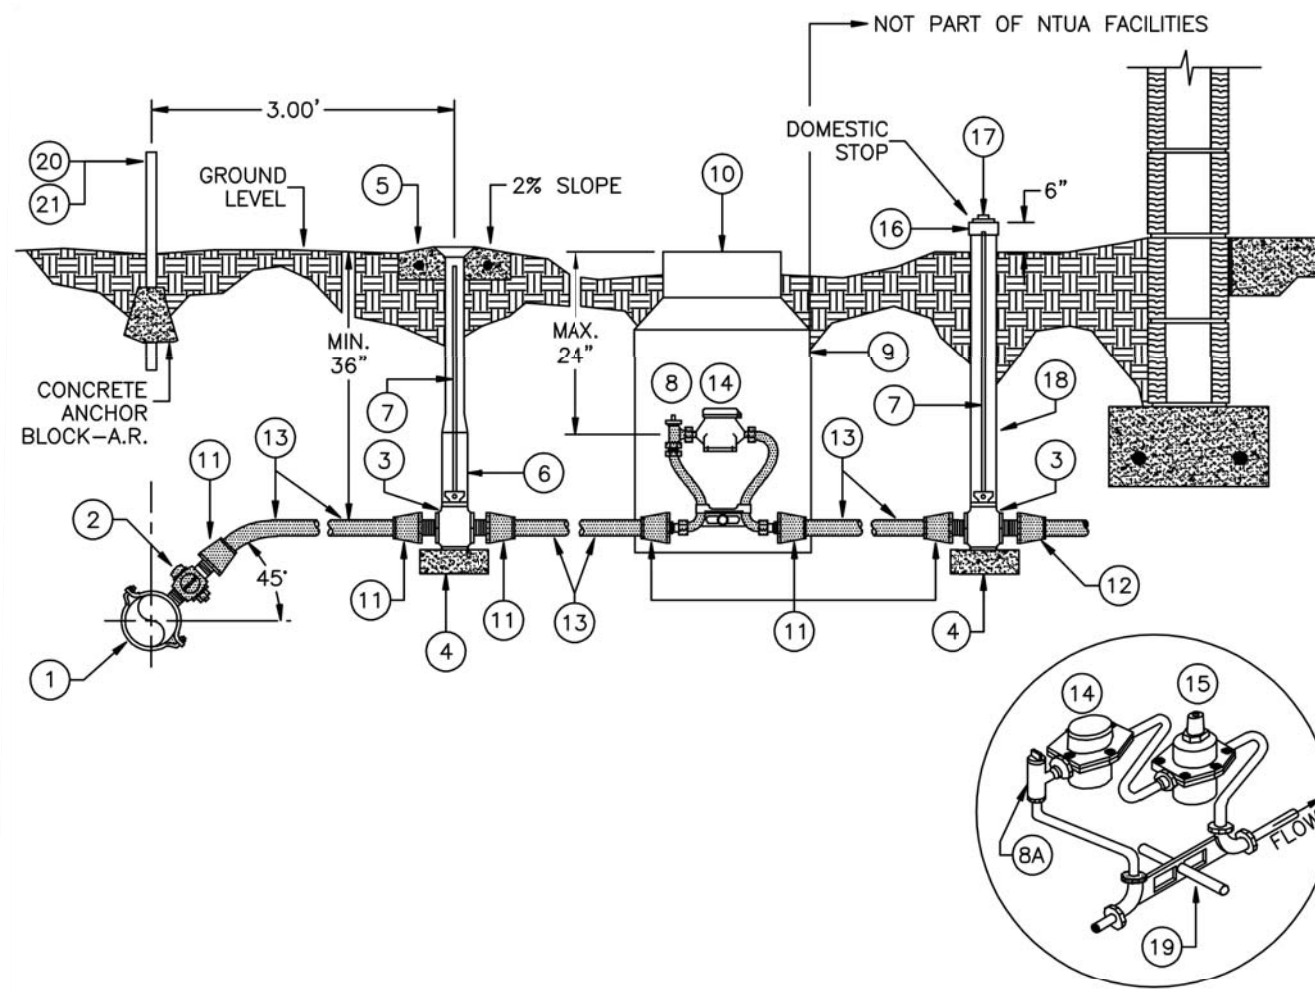 NOT PART OF NTUA FACILITIES
3.00'
DOMESTIC
STOP
17
20
21
GROUND
LEVEL
5
2% SLOPE
10
6"
16
MIN.
36"
MAX.
24"
9
CONCRETE
ANCHOR
BLOCK-A.R.
7
8
14
7
18
11
13
3
6
13
3
2
45°
11
11
13
11
12
1
4
4
14
15
8A
FLOW
19